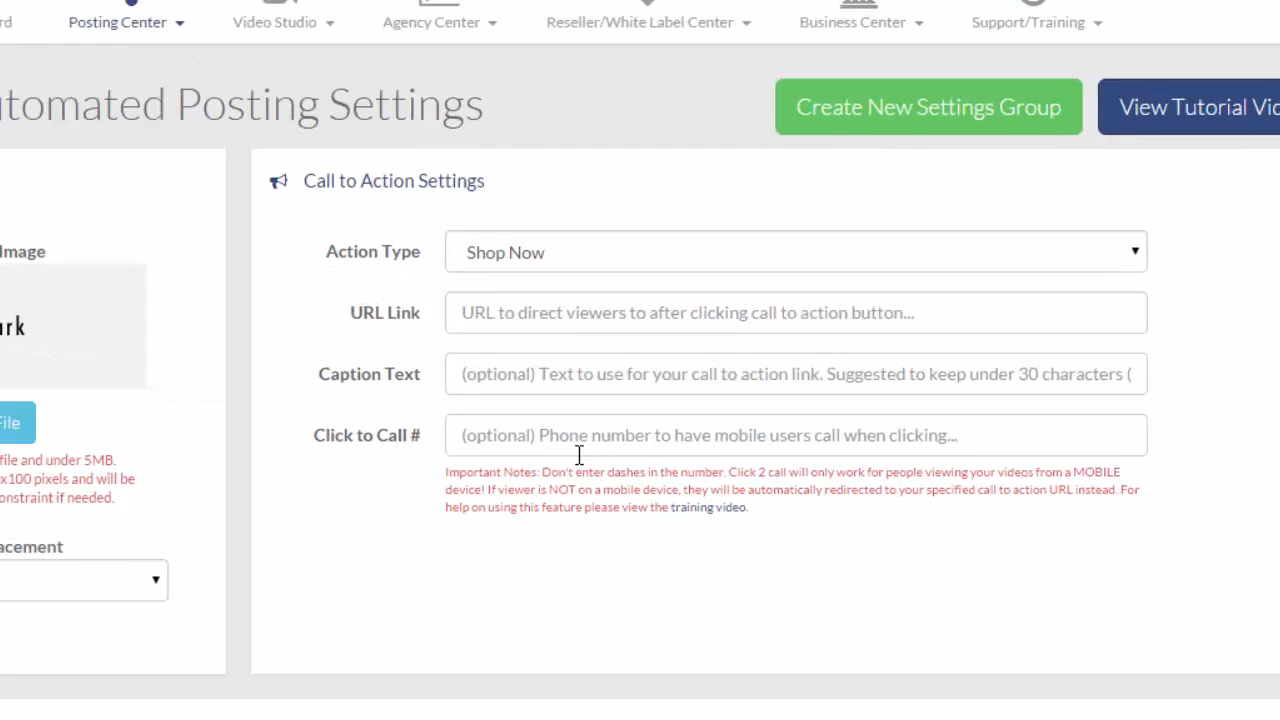 rd Posting Center Video Studio Agency Center Reseller/White Label Center Business Center Support/Training
utomated Posting Settings
Create New Settings Group
View Tutorial Vid
Call to Action Settings
Image
ark
File
file and under 5MB.
x100 pixels and will be
onstraint if needed.
acement
Action Type Shop Now
URL Link URL to direct viewers to after clicking call to action button...
Caption Text (optional) Text to use for your call to action link. Suggested to keep under 30 characters (
Click to Call # (optional) Phone number to have mobile users call when clicking...
Important Notes: Don't enter dashes in the number. Click 2 call will only work for people viewing your videos from a MOBILE
device! If viewer is NOT on a mobile device, they will be automatically redirected to your specified call to action URL instead. For
help on using this feature please view the training video.